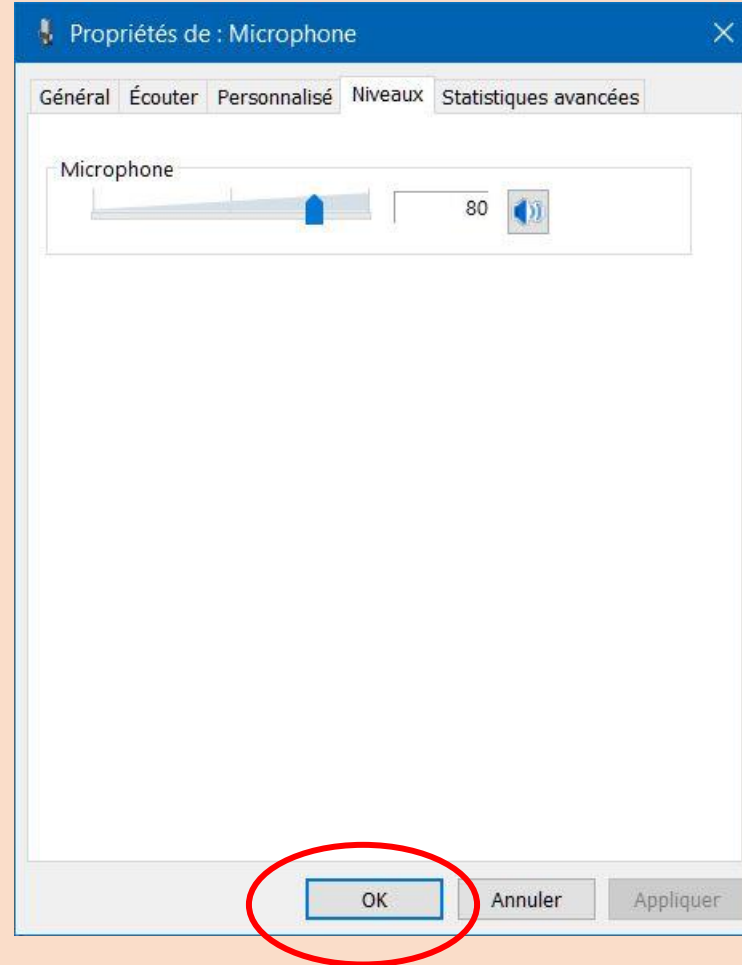 Propriétés de : Microphone
Général Écouter Personnalisé Niveaux Statistiques avancées
Microphone
80
OK Annuler Appliquer